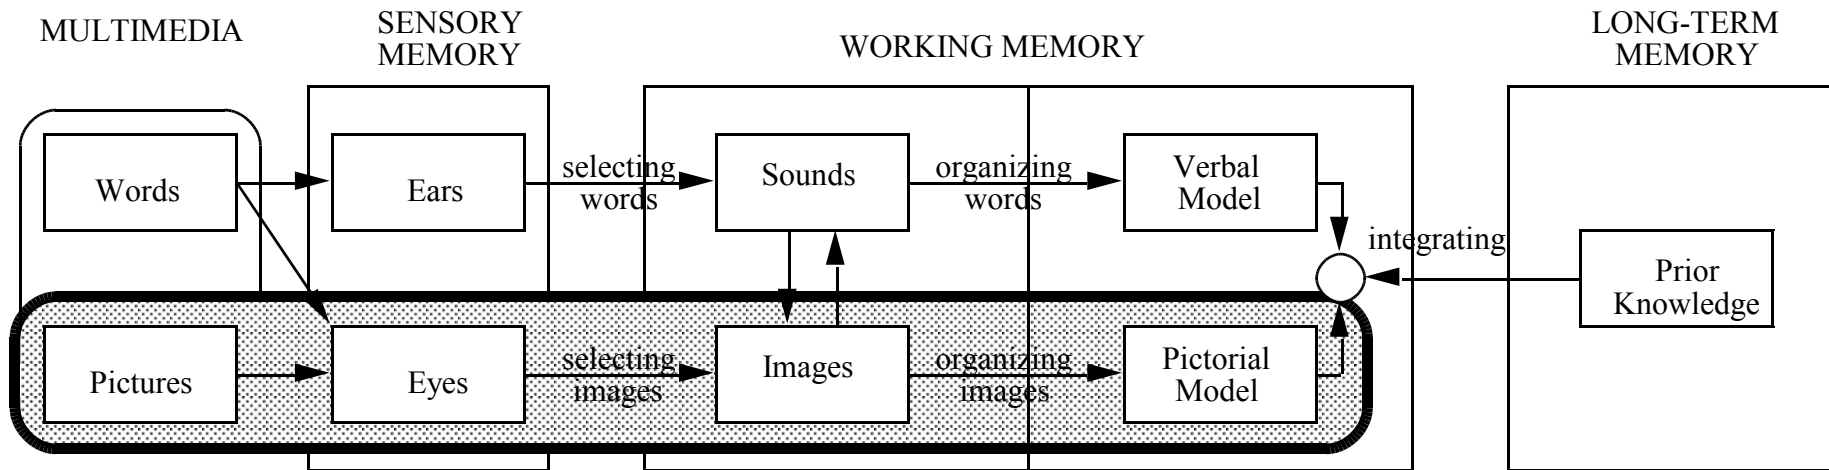 MULTIMEDIA
SENSORY
MEMORY
WORKING MEMORY
LONG-TERM
MEMORY
Words
Ears
selecting
words
Sounds
organizing
words
Verbal
Model
integrating
Prior
Knowledge
Pictures
Eyes
selecting
images
Images
organizing
images
Pictorial
Model